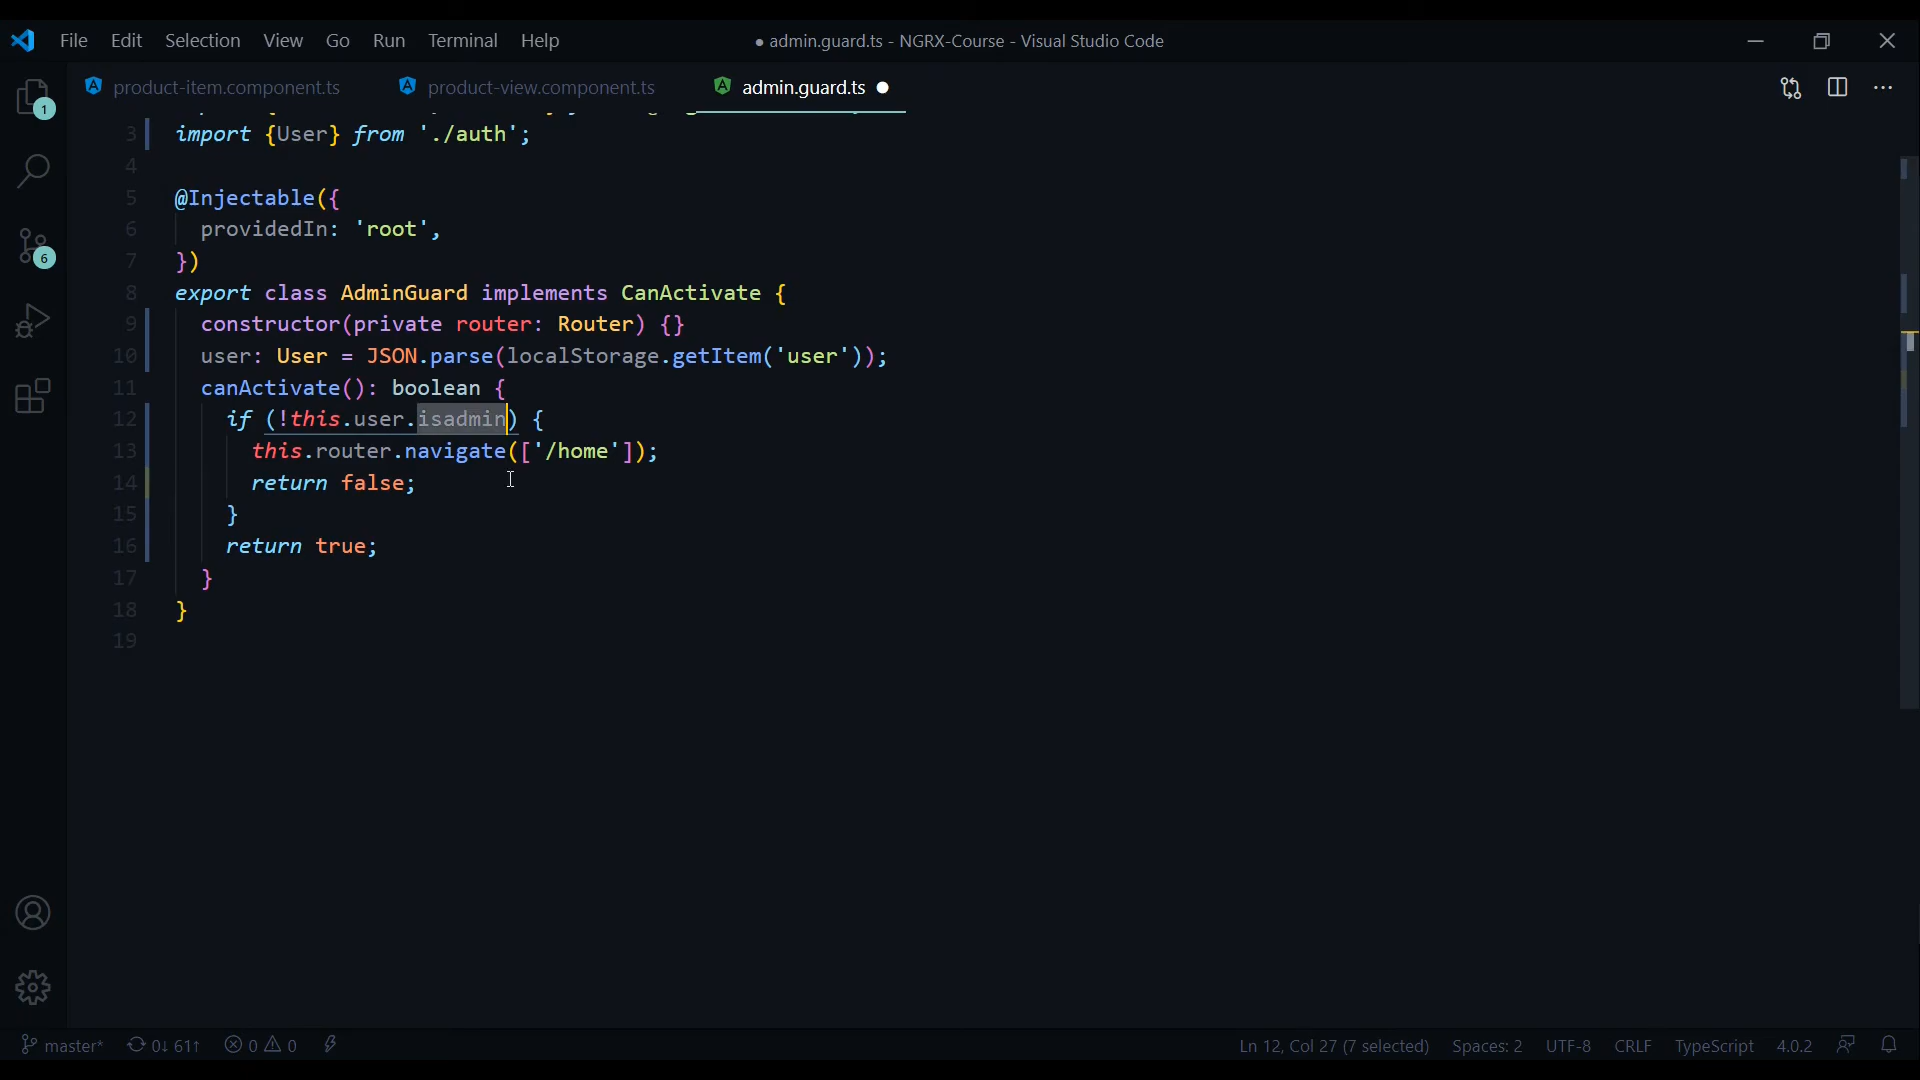 File Edit Selection View Go Run Terminal Help
● admin.guard.ts - NGRX-Course - Visual Studio Code
product-item.component.ts product-view.component.ts admin.guard.ts ●
3 import {User} from './auth';
4
5 @Injectable({
6 providedIn: 'root',
7 })
8 export class AdminGuard implements CanActivate {
9 constructor(private router: Router) {}
10 user: User = JSON.parse(localStorage.getItem('user'));
11 canActivate(): boolean {
12 if (!this.user.isadmin) {
13 this.router.navigate(['/home']);
14 return false;
15 }
16 return true;
17 }
18 }
19
1
6
master* 0↓ 61↑ 0 0 Ln 12, Col 27 (7 selected) Spaces: 2 UTF-8 CRLF TypeScript 4.0.2